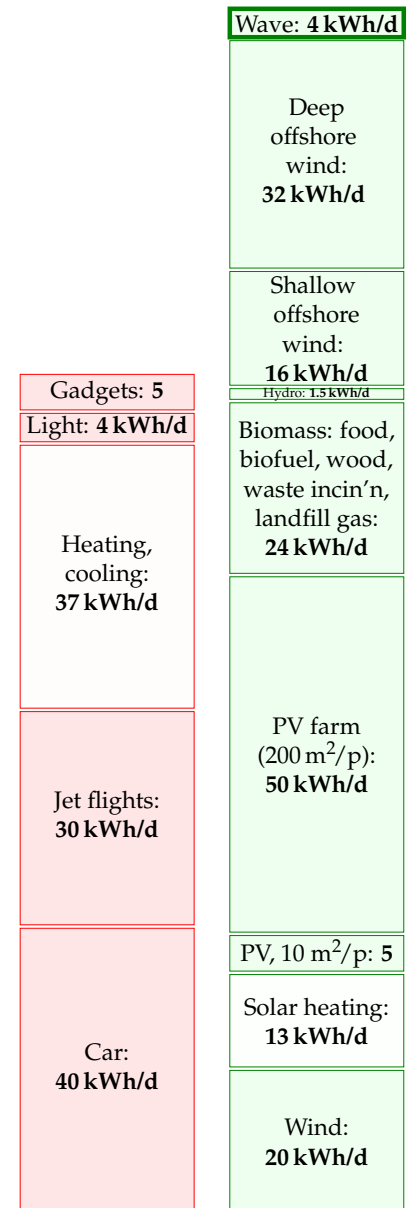 Wave: 4 kWh/d
Deep
offshore
wind:
32 kWh/d
Shallow
offshore
wind:
16 kWh/d
Hydro: 1.5 kWh/d
Biomass: food,
biofuel, wood,
waste incin’n,
landfill gas:
24 kWh/d
PV farm
(200 m²/p):
50 kWh/d
PV, 10 m²/p: 5
Solar heating:
13 kWh/d
Wind:
20 kWh/d
Gadgets: 5
Light: 4 kWh/d
Heating,
cooling:
37 kWh/d
Jet flights:
30 kWh/d
Car:
40 kWh/d